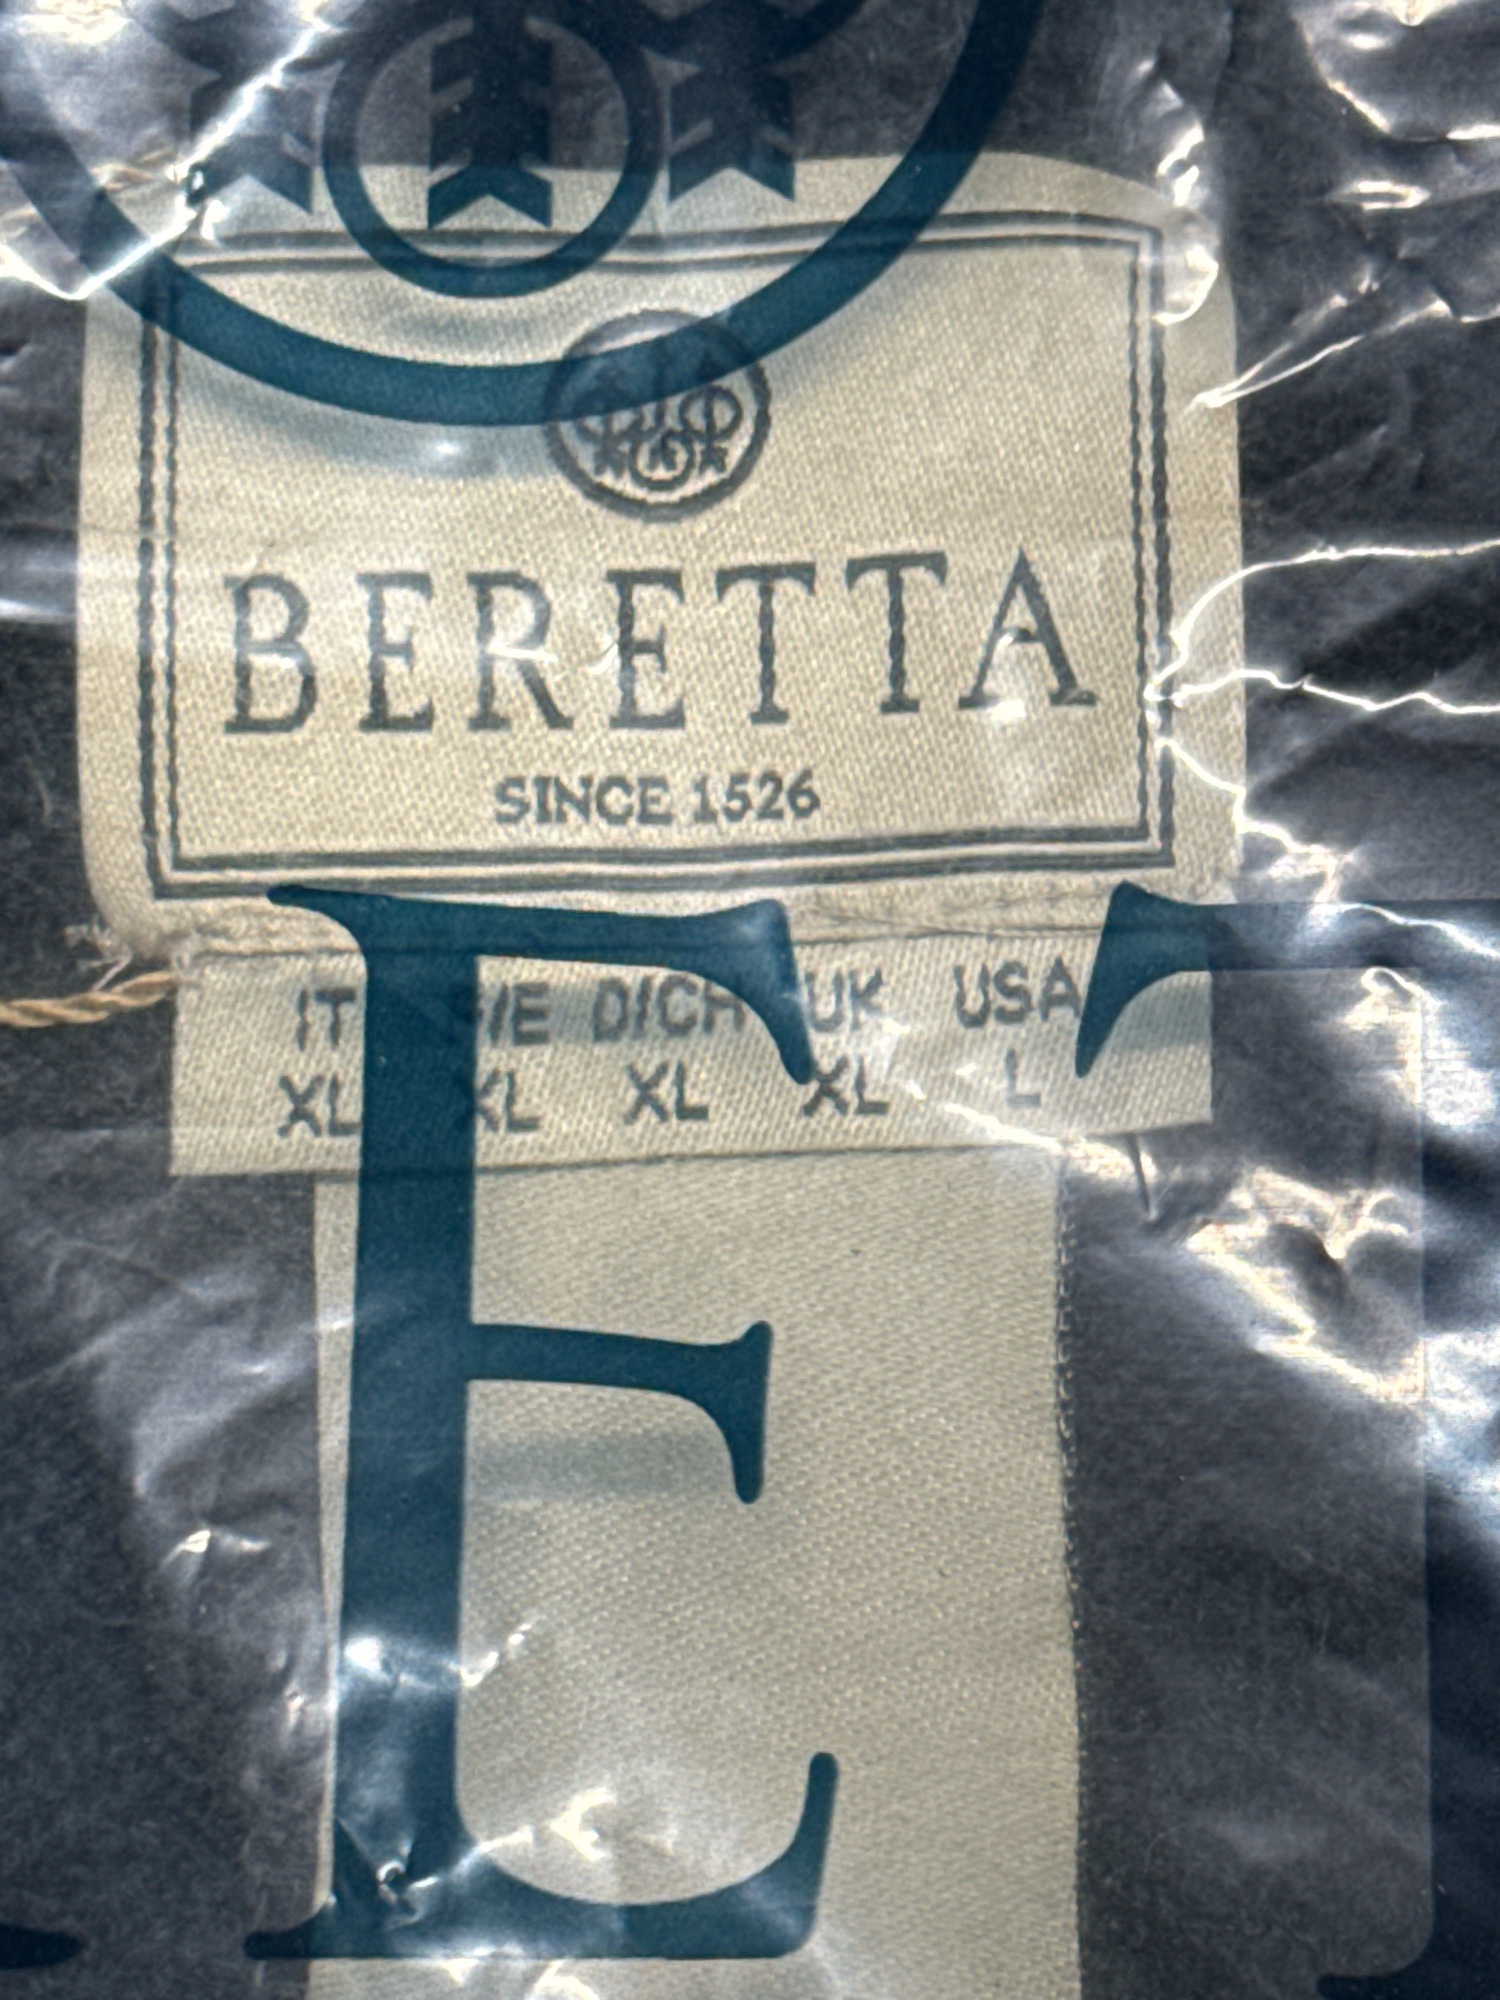 BERETTA
SINCE 1526
IT DICH UK USA
XL XL XL XL L
E